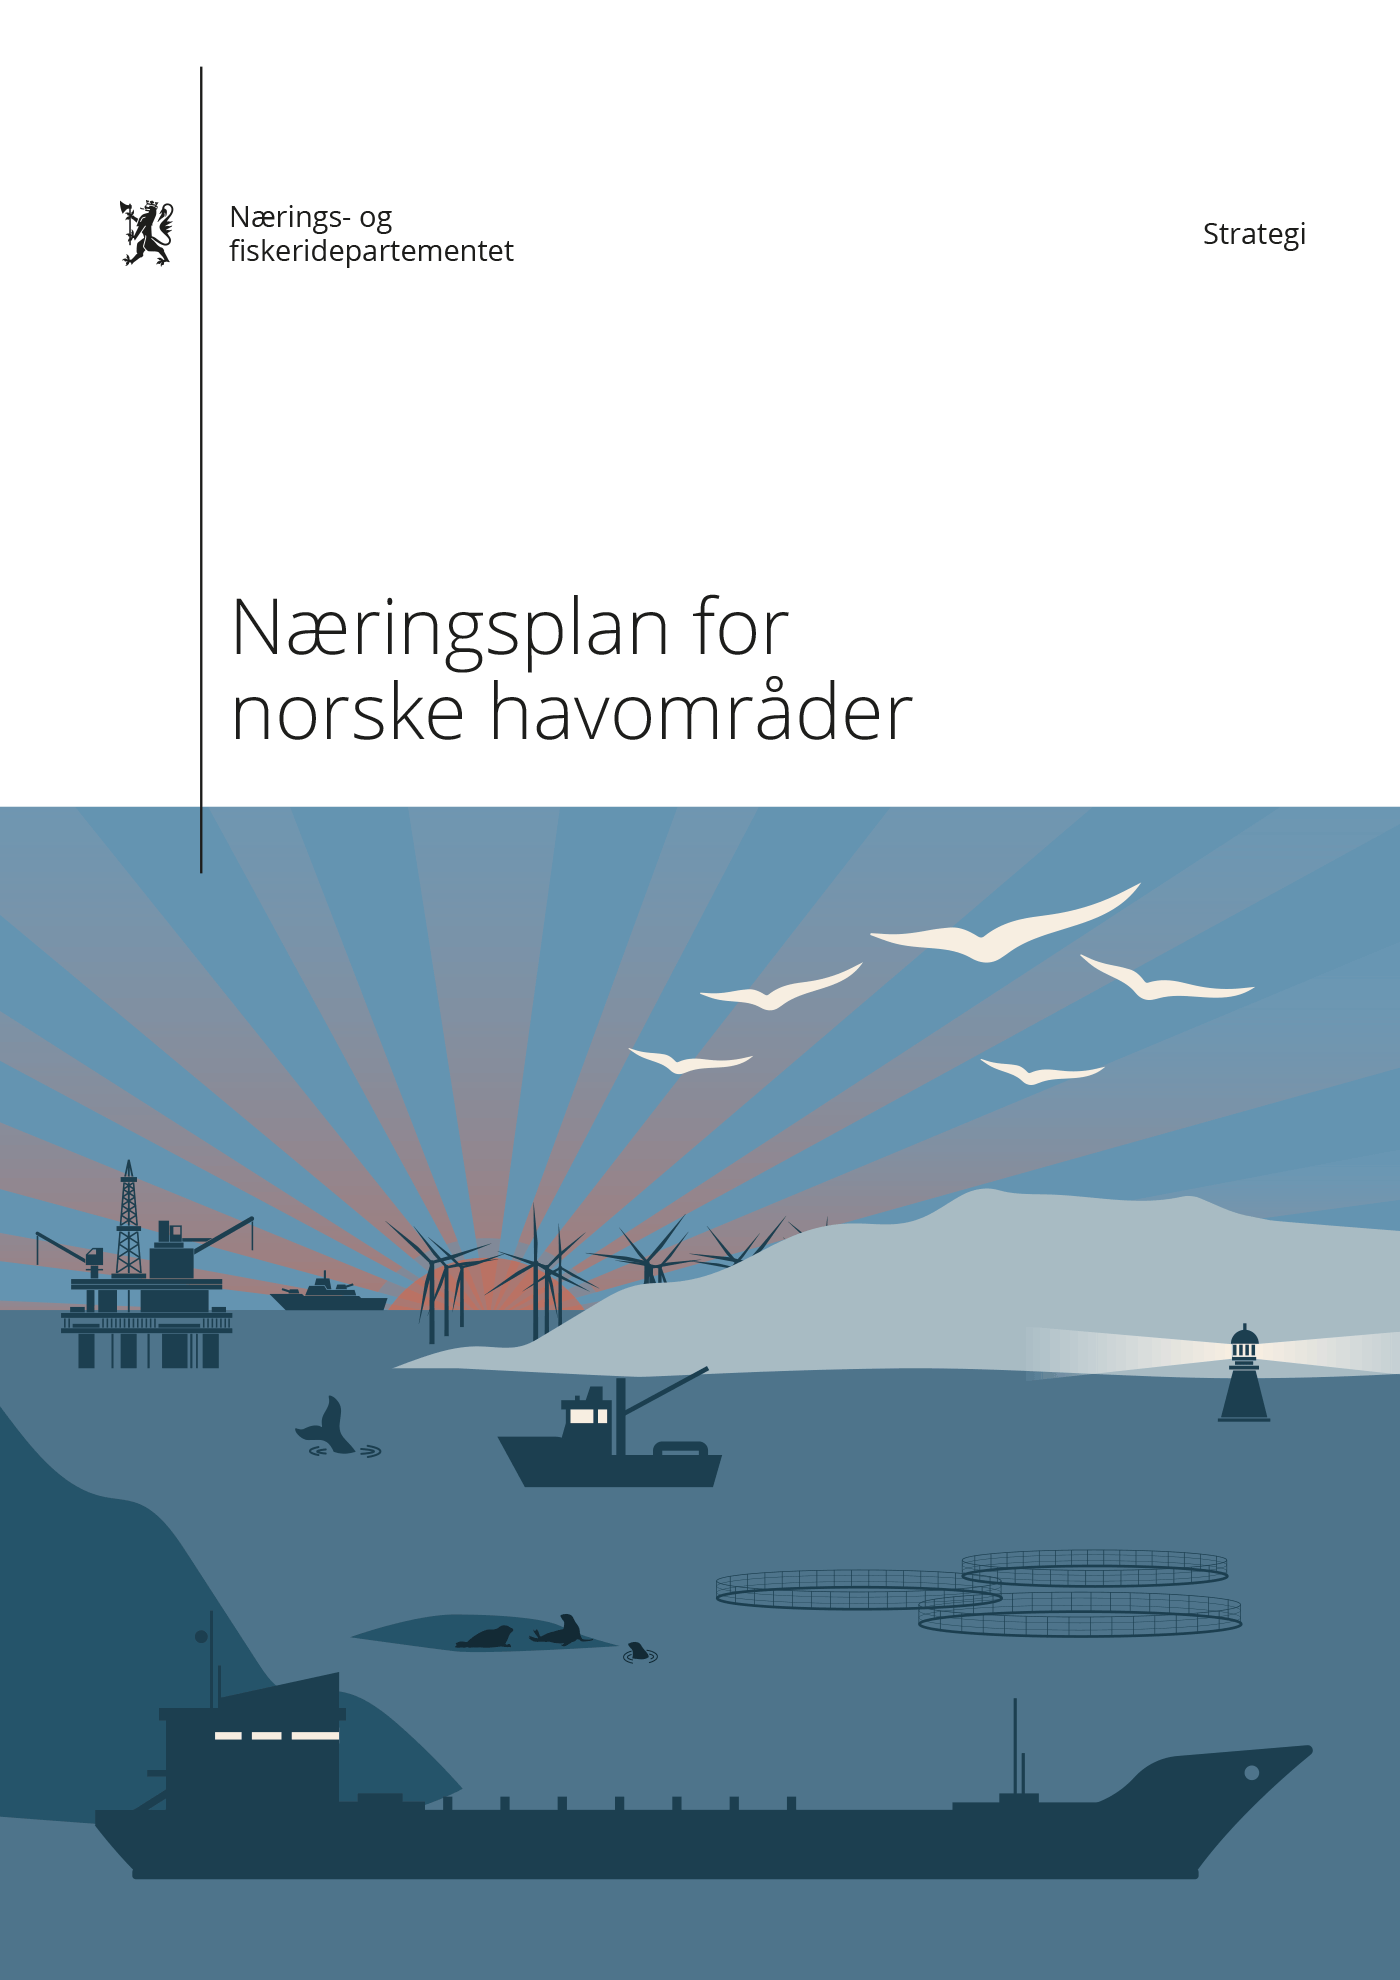 Nærings- og
fiskeridepartementet
Strategi
Næringsplan for
norske havområder